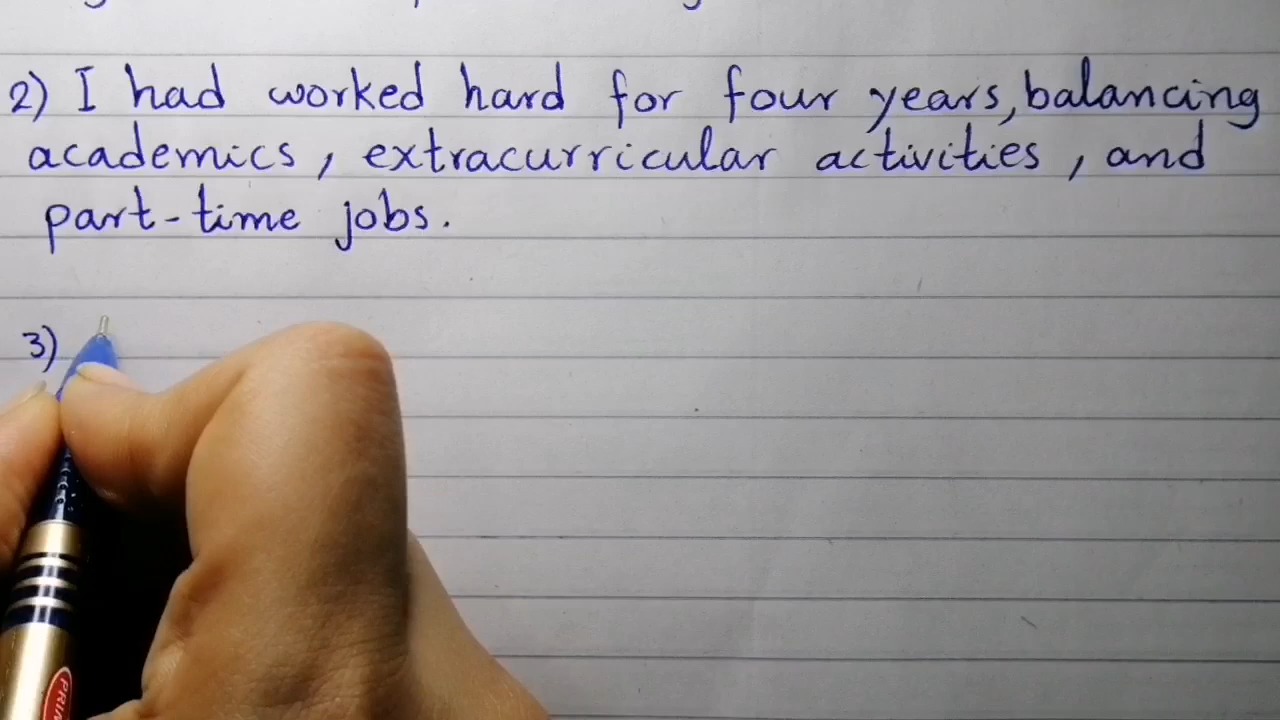 2) I had worked hard for four years, balancing
academics, extracurricular activities, and
part-time jobs.
3)